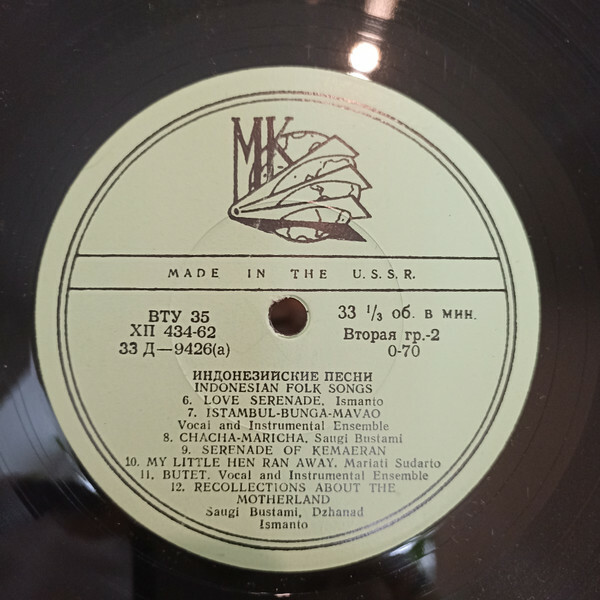 МК
MADE IN THE U.S.S.R.
ВТУ 35
ХП 434-62
33 Д—9426(а)
33 1/3 об. в мин.
Вторая гр.-2
0-70
ИНДОНЕЗИЙСКИЕ ПЕСНИ
INDONESIAN FOLK SONGS
6. LOVE SERENADE, Ismanto
7. ISTAMBUL-BUNGA-MAVAO
Vocal and Instrumental Ensemble
8. CHACHA-MARICHA, Saugi Bustami
9. SERENADE OF KEMAERAN
10. MY LITTLE HEN RAN AWAY, Mariati Sudarto
11. BUTET, Vocal and Instrumental Ensemble
12. RECOLLECTIONS ABOUT THE
MOTHERLAND
Saugi Bustami, Dzhanad
Ismanto